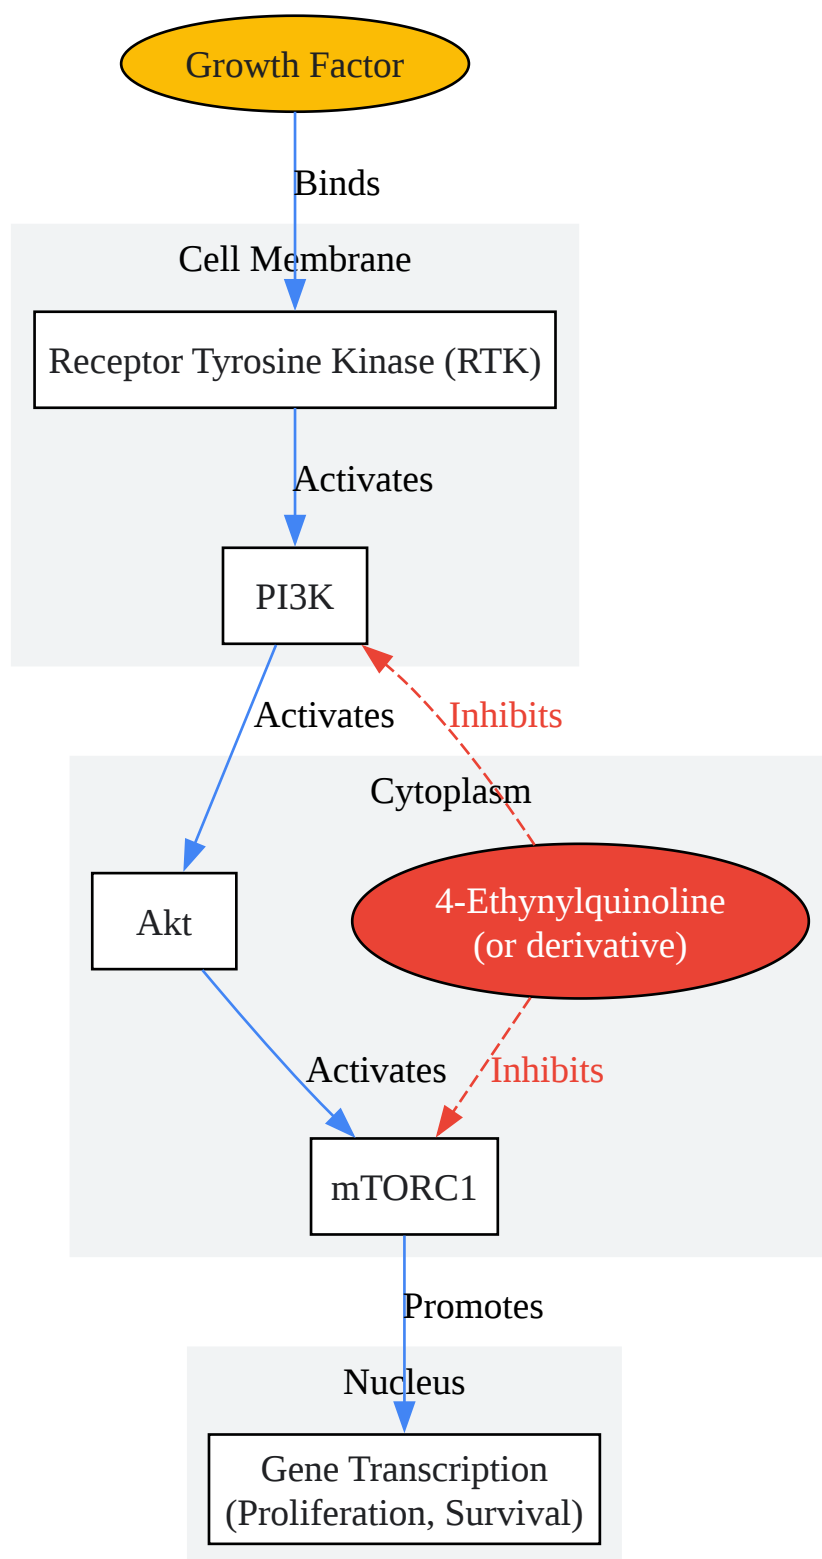 Growth Factor
Binds
Cell Membrane
Receptor Tyrosine Kinase (RTK)
Activates
PI3K
Activates
Inhibits
Cytoplasm
Akt
4-Ethynylquinoline
(or derivative)
Activates
Inhibits
mTORC1
Promotes
Nucleus
Gene Transcription
(Proliferation, Survival)